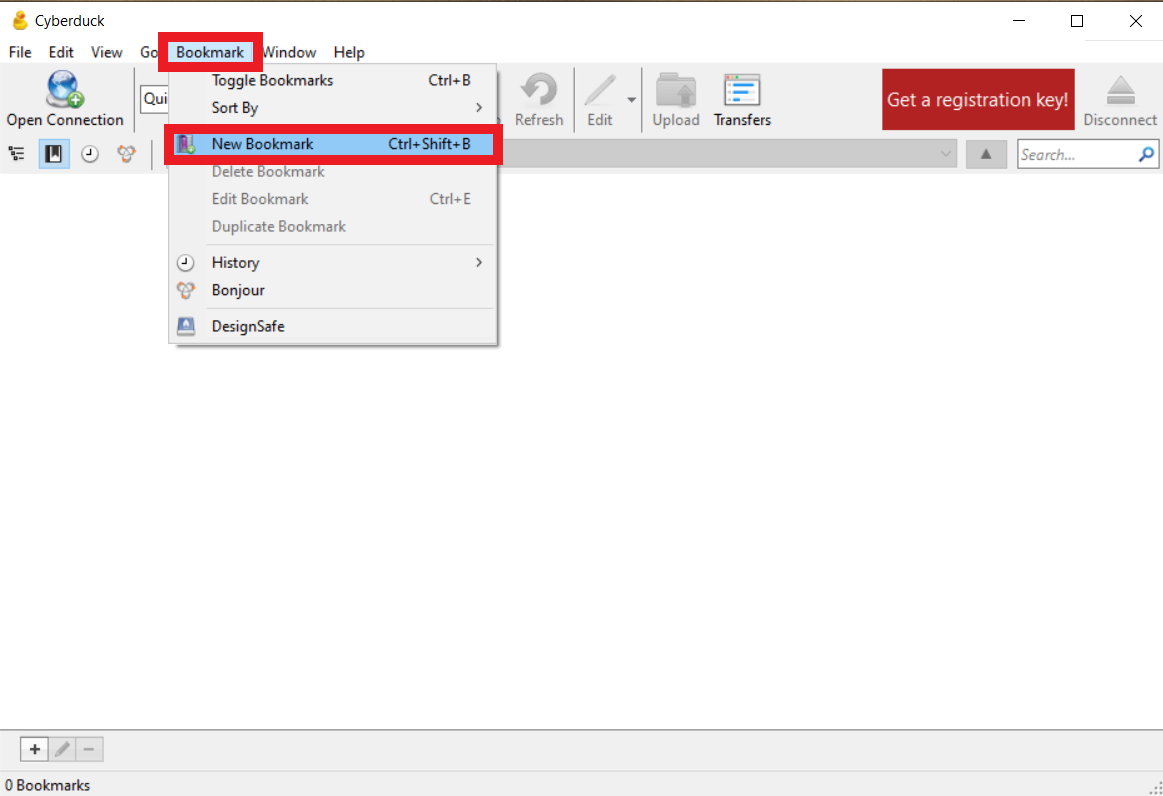 Cyberduck
File Edit View Go Bookmark Window Help
Toggle Bookmarks Ctrl+B
Sort By
New Bookmark Ctrl+Shift+B
Delete Bookmark
Edit Bookmark Ctrl+E
Duplicate Bookmark
History
Bonjour
DesignSafe
Open Connection
Qui
Refresh
Edit
Upload
Transfers
Get a registration key!
Disconnect
Search...
0 Bookmarks